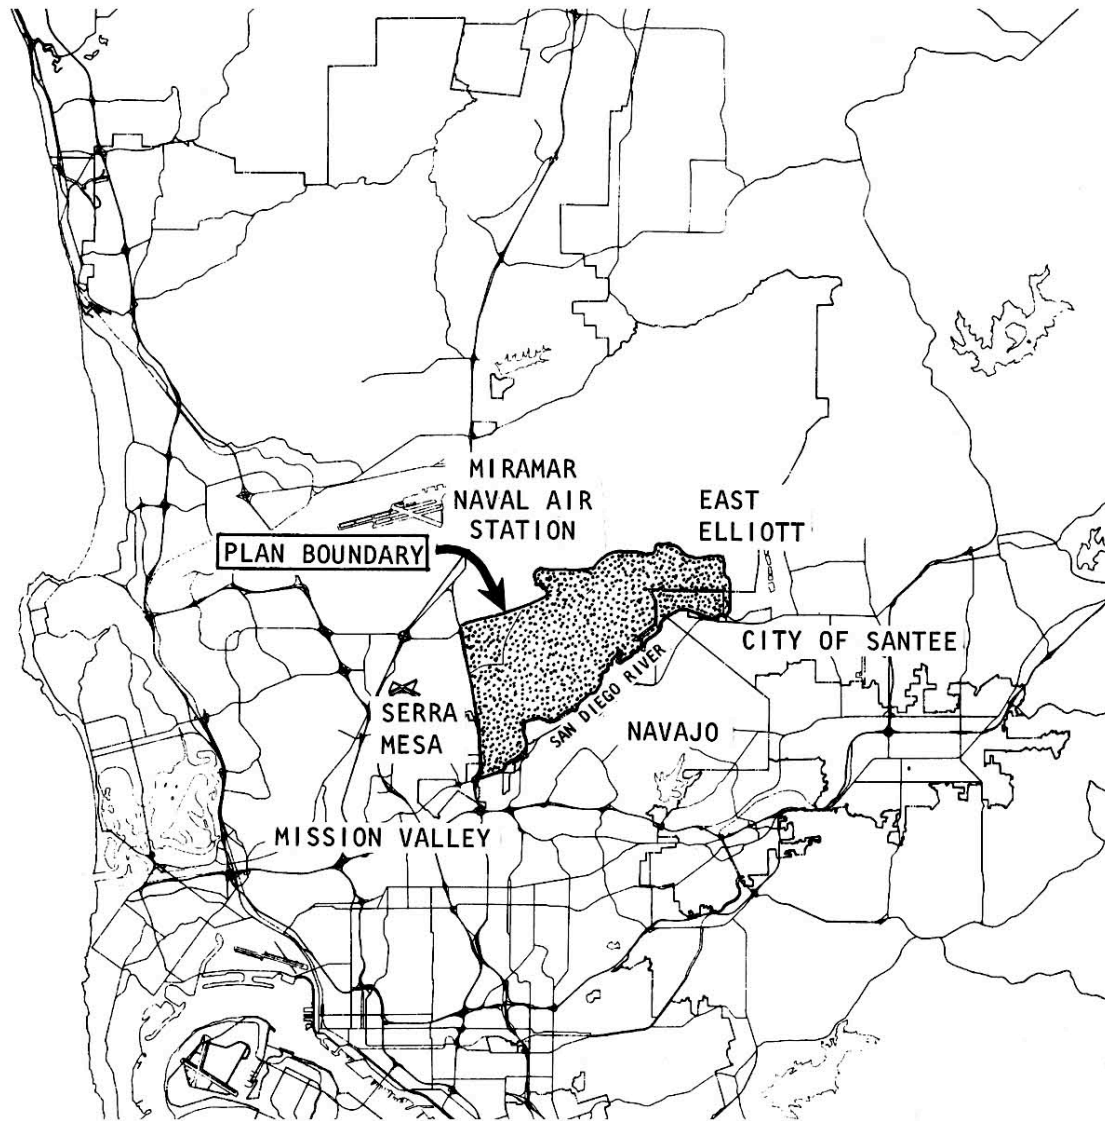 MIRAMAR
NAVAL AIR
STATION
EAST
ELLIOTT
PLAN BOUNDARY
CITY OF SANTEE
SAN DIEGO RIVER
SERRA
MESA
NAVAJO
MISSION VALLEY